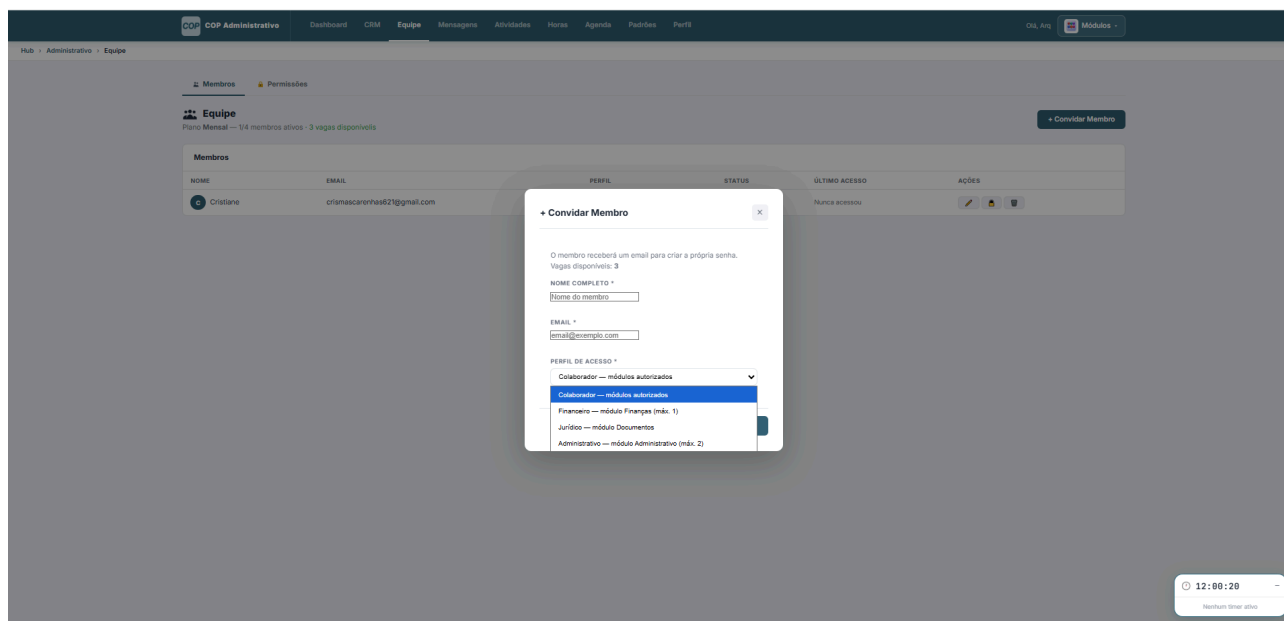 COP COP Administrativo Dashboard CRM Equipe Mensagens Atividades Horas Agenda Padrões Perfil Olá, Arq Módulos
Hub › Administrativo › Equipe
Membros Permissões
Equipe
Plano Mensal — 1/4 membros ativos · 3 vagas disponíveis
+ Convidar Membro
Membros
NOME EMAIL PERFIL STATUS ÚLTIMO ACESSO AÇÕES
C Cristiano crismascarenhas621@gmail.com Nunca acessou
+ Convidar Membro ×
O membro receberá um email para criar a própria senha.
Vagas disponíveis: 3
NOME COMPLETO *
Nome do membro
EMAIL *
email@exemplo.com
PERFIL DE ACESSO *
Colaborador — módulos autorizados
Colaborador — módulos autorizados
Financeiro — módulo Finanças (máx. 1)
Jurídico — módulo Documentos
Administrativo — módulo Administrativo (máx. 2)
12:00:20 −
Nenhum timer ativo